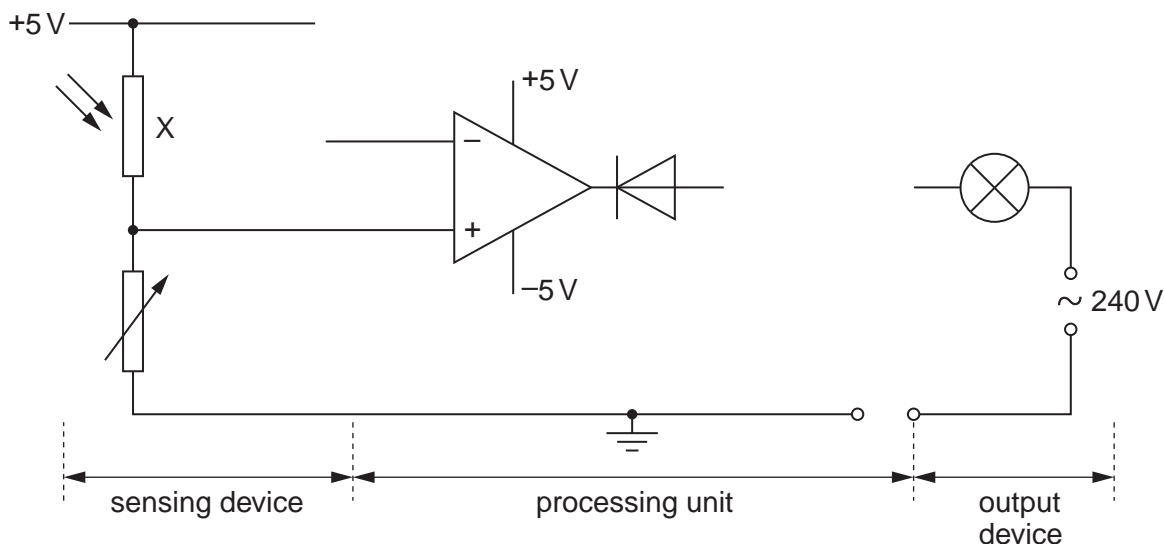 +5 V
X
+5 V
–
+
–5 V
~ 240 V
sensing device
processing unit
output
device